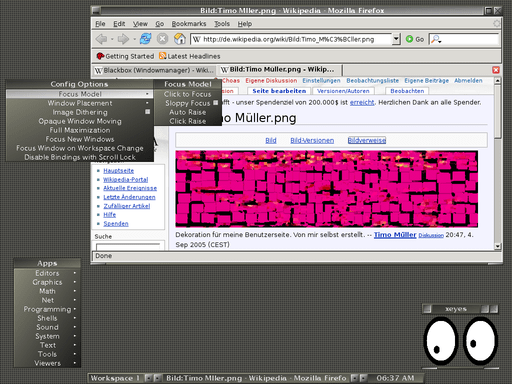 Bild:Timo Mller.png - Wikipedia - Mozilla Firefox
File Edit View Go Bookmarks Tools Help
http://de.wikipedia.org/wiki/Bild:Timo_M%C3%BCller.png
Go
Getting Started Latest Headlines
Blackbox (Windowmanager) - Wiki...
Bild:Timo Müller.png - Wikip...
Choas Eigene Diskussion Einstellungen Beobachtungsliste Eigene Beiträge Abmelden
Seite bearbeiten Versionen/Autoren Beobachten
unser Spendenziel von 200.000$ ist erreicht. Herzlichen Dank an alle Spender.
Müller.png
Bild Bild-Versionen Bildverweise
Dekoration für meine Benutzerseite. Von mir selbst erstellt. -- Timo Müller Diskussion 20:47, 4.
Sep 2005 (CEST)
Hauptseite
Wikipedia-Portal
Aktuelle Ereignisse
Letzte Änderungen
Zufälliger Artikel
Hilfe
Spenden
Suche
Done
Config Options
Focus Model
Window Placement
Image Dithering
Opaque Window Moving
Full Maximization
Focus New Windows
Focus Window on Workspace Change
Disable Bindings with Scroll Lock
Focus Model
Click to Focus
Sloppy Focus
Auto Raise
Click Raise
Apps
Editors
Graphics
Math
Net
Programming
Shells
Sound
System
Text
Tools
Viewers
xeyes
Workspace 1
Bild:Timo Mller.png - Mozilla Firefo
06:37 AM